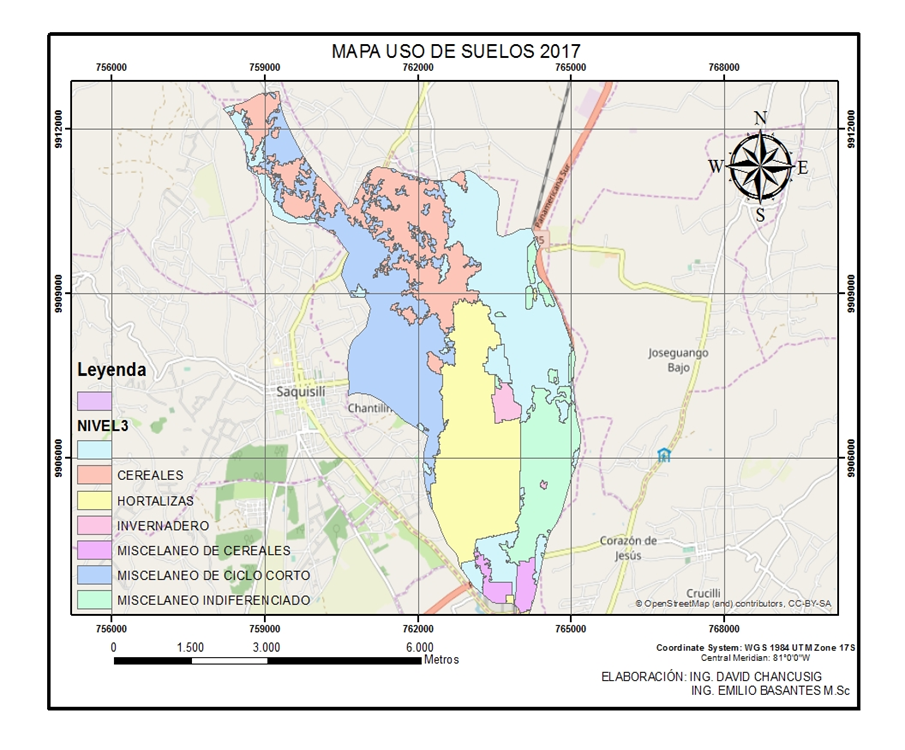 MAPA USO DE SUELOS 2017
756000 759000 762000 765000 768000
9912000 9912000
N
W E
S
Panamericana Sur
9909000 9909000
Joseguango
Bajo
Leyenda
Saquisilí
NIVEL3
9906000 9906000
CEREALES
HORTALIZAS
INVERNADERO
MISCELANEO DE CEREALES
MISCELANEO DE CICLO CORTO
MISCELANEO INDIFERENCIADO
Corazón de
Jesús
Crucilli
© OpenStreetMap (and) contributors, CC-BY-SA
756000 759000 762000 765000 768000
0 1.500 3.000 6.000
Metros
Coordinate System: WGS 1984 UTM Zone 17S
Central Meridian: 81°0'0"W
ELABORACIÓN: ING. DAVID CHANCUSIG
ING. EMILIO BASANTES M.Sc